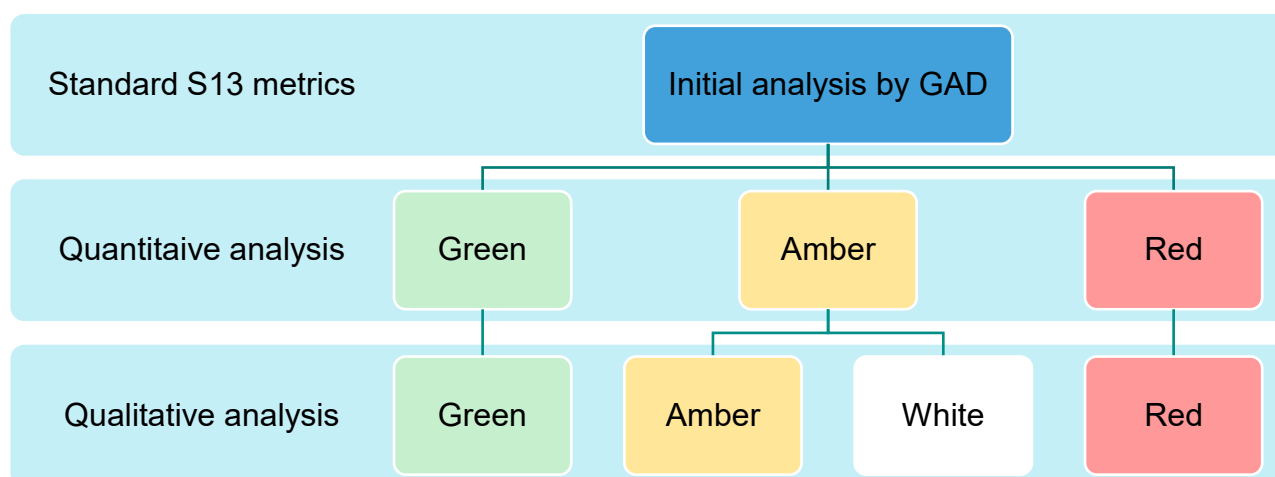 Standard S13 metrics
Initial analysis by GAD
Quantitaive analysis
Green
Amber
Red
Qualitative analysis
Green
Amber
White
Red